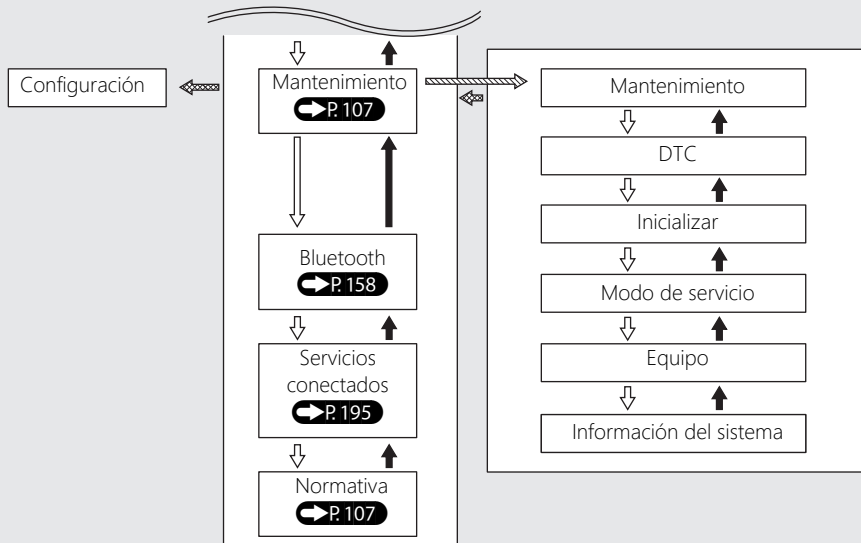 Configuración
Mantenimiento
P. 107
Bluetooth
P. 158
Servicios
conectados
P. 195
Normativa
P. 107
Mantenimiento
DTC
Inicializar
Modo de servicio
Equipo
Información del sistema